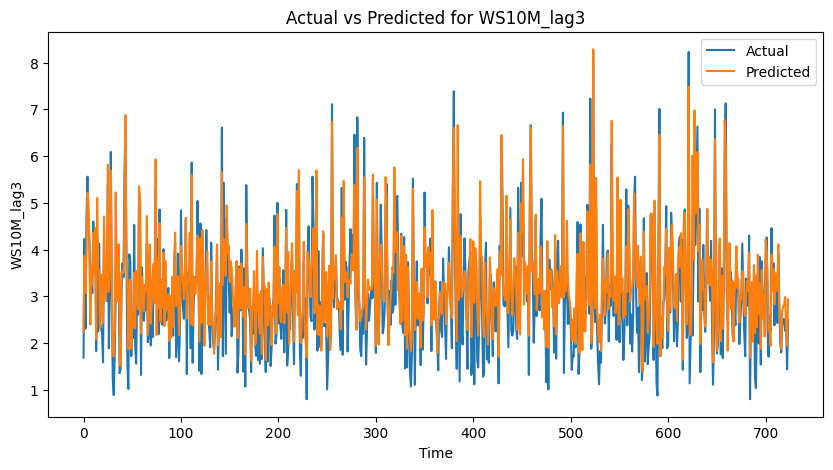 Actual vs Predicted for WS10M_lag3
Actual
Predicted
WS10M_lag3
8
7
6
5
4
3
2
1
0 100 200 300 400 500 600 700
Time